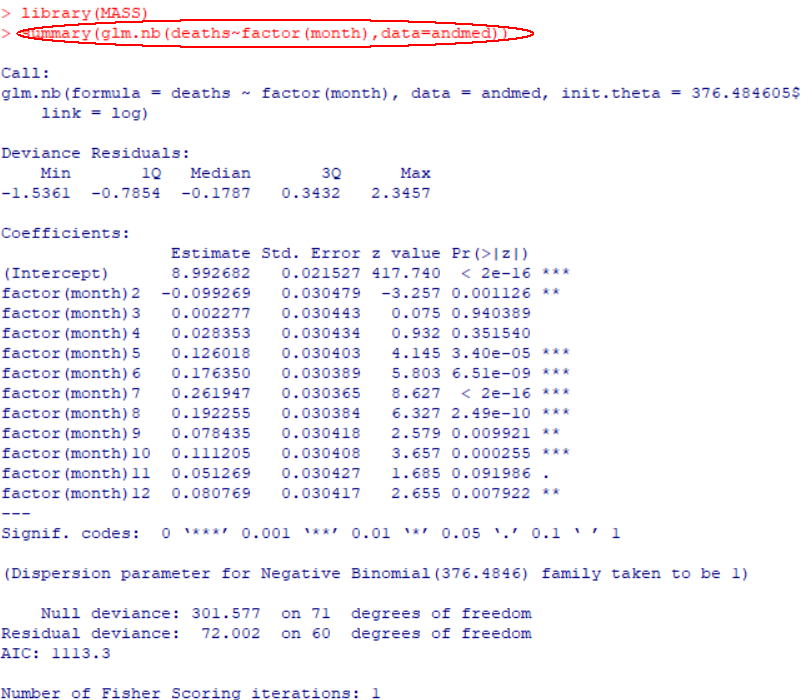 > library(MASS)
> summary(glm.nb(deaths~factor(month),data=andmed))
Call:
glm.nb(formula = deaths ~ factor(month), data = andmed, init.theta = 376.484605$
    link = log)
Deviance Residuals:
    Min       1Q   Median       3Q      Max
-1.5361  -0.7854  -0.1787   0.3432   2.3457
Coefficients:
                 Estimate Std. Error z value Pr(>|z|)
(Intercept)      8.992682   0.021527 417.740  < 2e-16 ***
factor(month)2  -0.099269   0.030479  -3.257 0.001126 **
factor(month)3   0.002277   0.030443   0.075 0.940389
factor(month)4   0.028353   0.030434   0.932 0.351540
factor(month)5   0.126018   0.030403   4.145 3.40e-05 ***
factor(month)6   0.176350   0.030389   5.803 6.51e-09 ***
factor(month)7   0.261947   0.030365   8.627  < 2e-16 ***
factor(month)8   0.192255   0.030384   6.327 2.49e-10 ***
factor(month)9   0.078435   0.030418   2.579 0.009921 **
factor(month)10  0.111205   0.030408   3.657 0.000255 ***
factor(month)11  0.051269   0.030427   1.685 0.091986 .
factor(month)12  0.080769   0.030417   2.655 0.007922 **
---
Signif. codes:  0 ‘***’ 0.001 ‘**’ 0.01 ‘*’ 0.05 ‘.’ 0.1 ‘ ’ 1
(Dispersion parameter for Negative Binomial(376.4846) family taken to be 1)
    Null deviance: 301.577  on 71  degrees of freedom
Residual deviance:  72.002  on 60  degrees of freedom
AIC: 1113.3
Number of Fisher Scoring iterations: 1